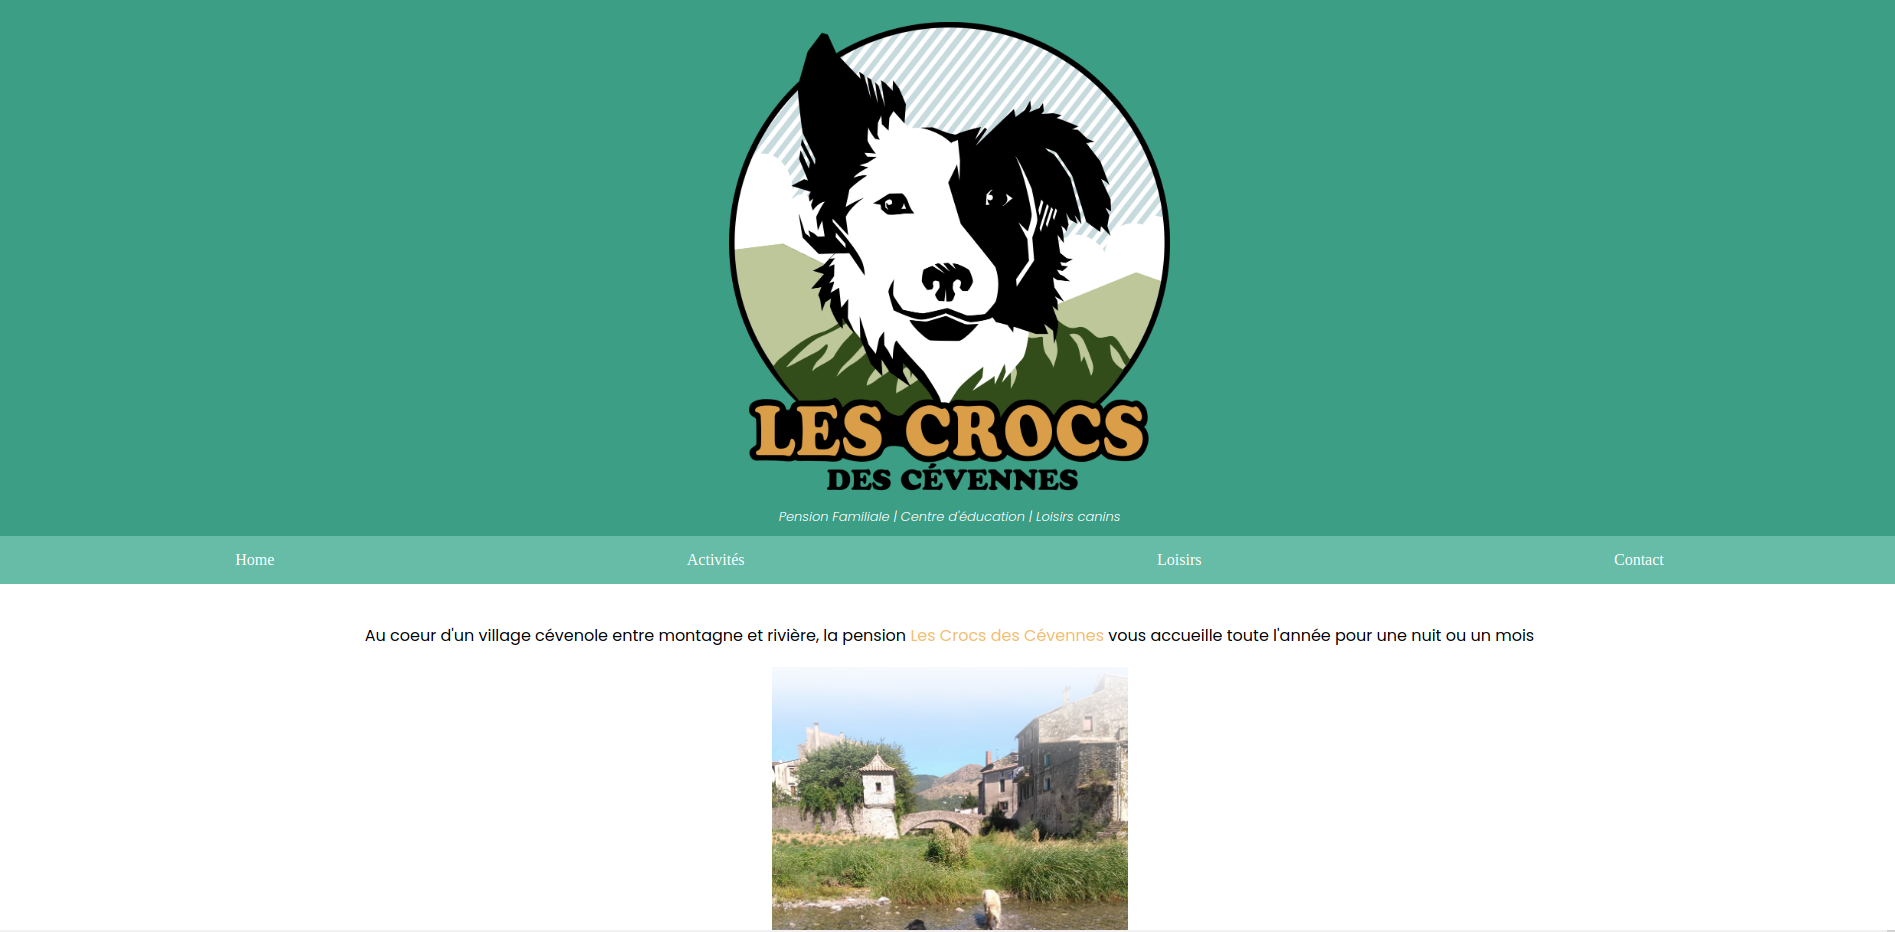 LES CROCS
DES CÉVENNES
Pension Familiale | Centre d'éducation | Loisirs canins
Home Activités Loisirs Contact
Au coeur d'un village cévenole entre montagne et rivière, la pension Les Crocs des Cévennes vous accueille toute l'année pour une nuit ou un mois